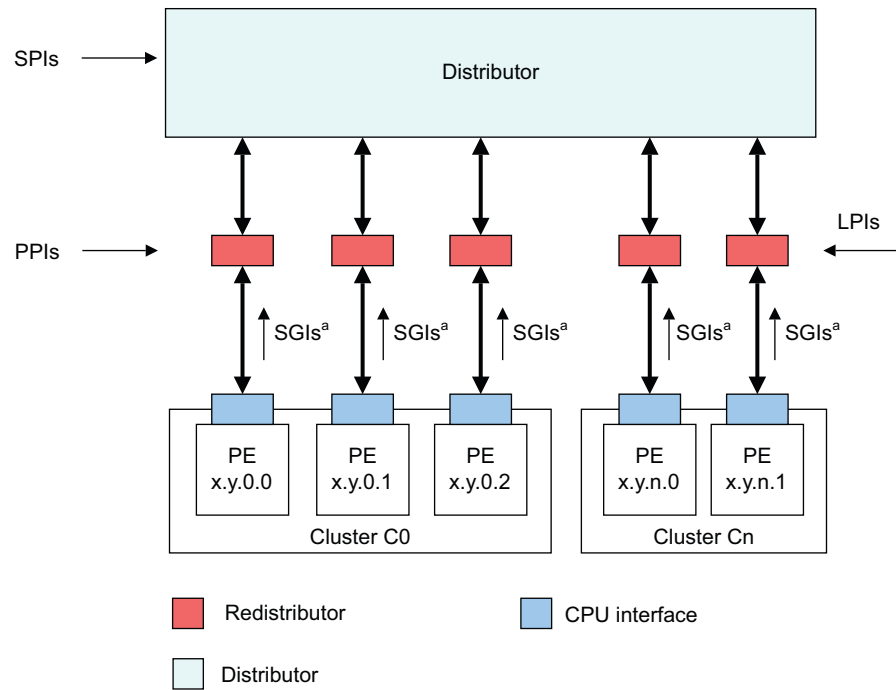 SPIs
Distributor
PPIs
LPIs
SGIsᵃ
SGIsᵃ
SGIsᵃ
SGIsᵃ
SGIsᵃ
PE
x.y.0.0
PE
x.y.0.1
PE
x.y.0.2
PE
x.y.n.0
PE
x.y.n.1
Cluster C0
Cluster Cn
Redistributor
CPU interface
Distributor